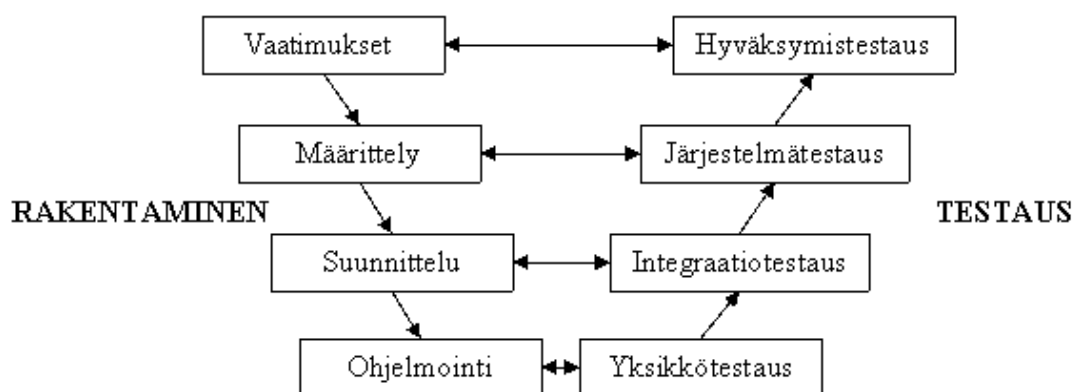 Vaatimukset
Hyväksymistestaus
Määrittely
Järjestelmätestaus
RAKENTAMINEN
TESTAUS
Suunnittelu
Integraatiotestaus
Ohjelmointi
Yksikkötestaus